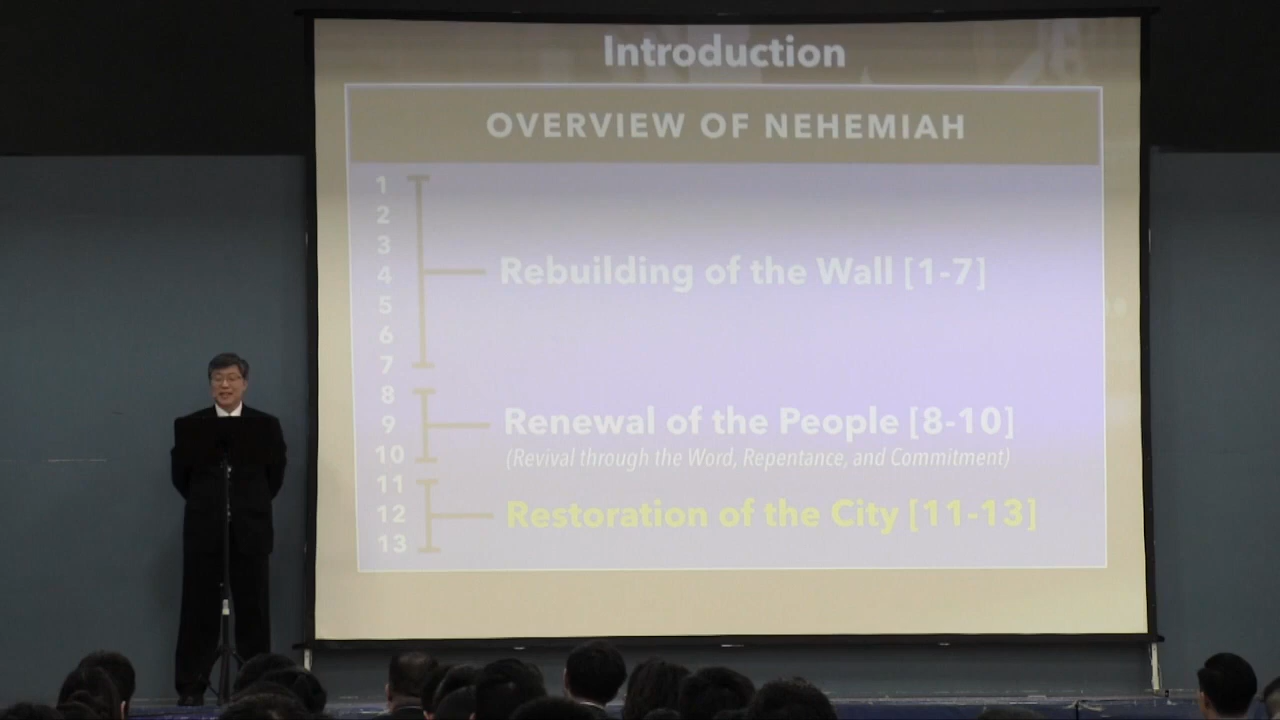 Introduction
OVERVIEW OF NEHEMIAH
1
2
3
4
5
6
7
Rebuilding of the Wall [1-7]
8
9
10
Renewal of the People [8-10]
(Revival through the Word, Repentance, and Commitment)
11
12
13
Restoration of the City [11-13]